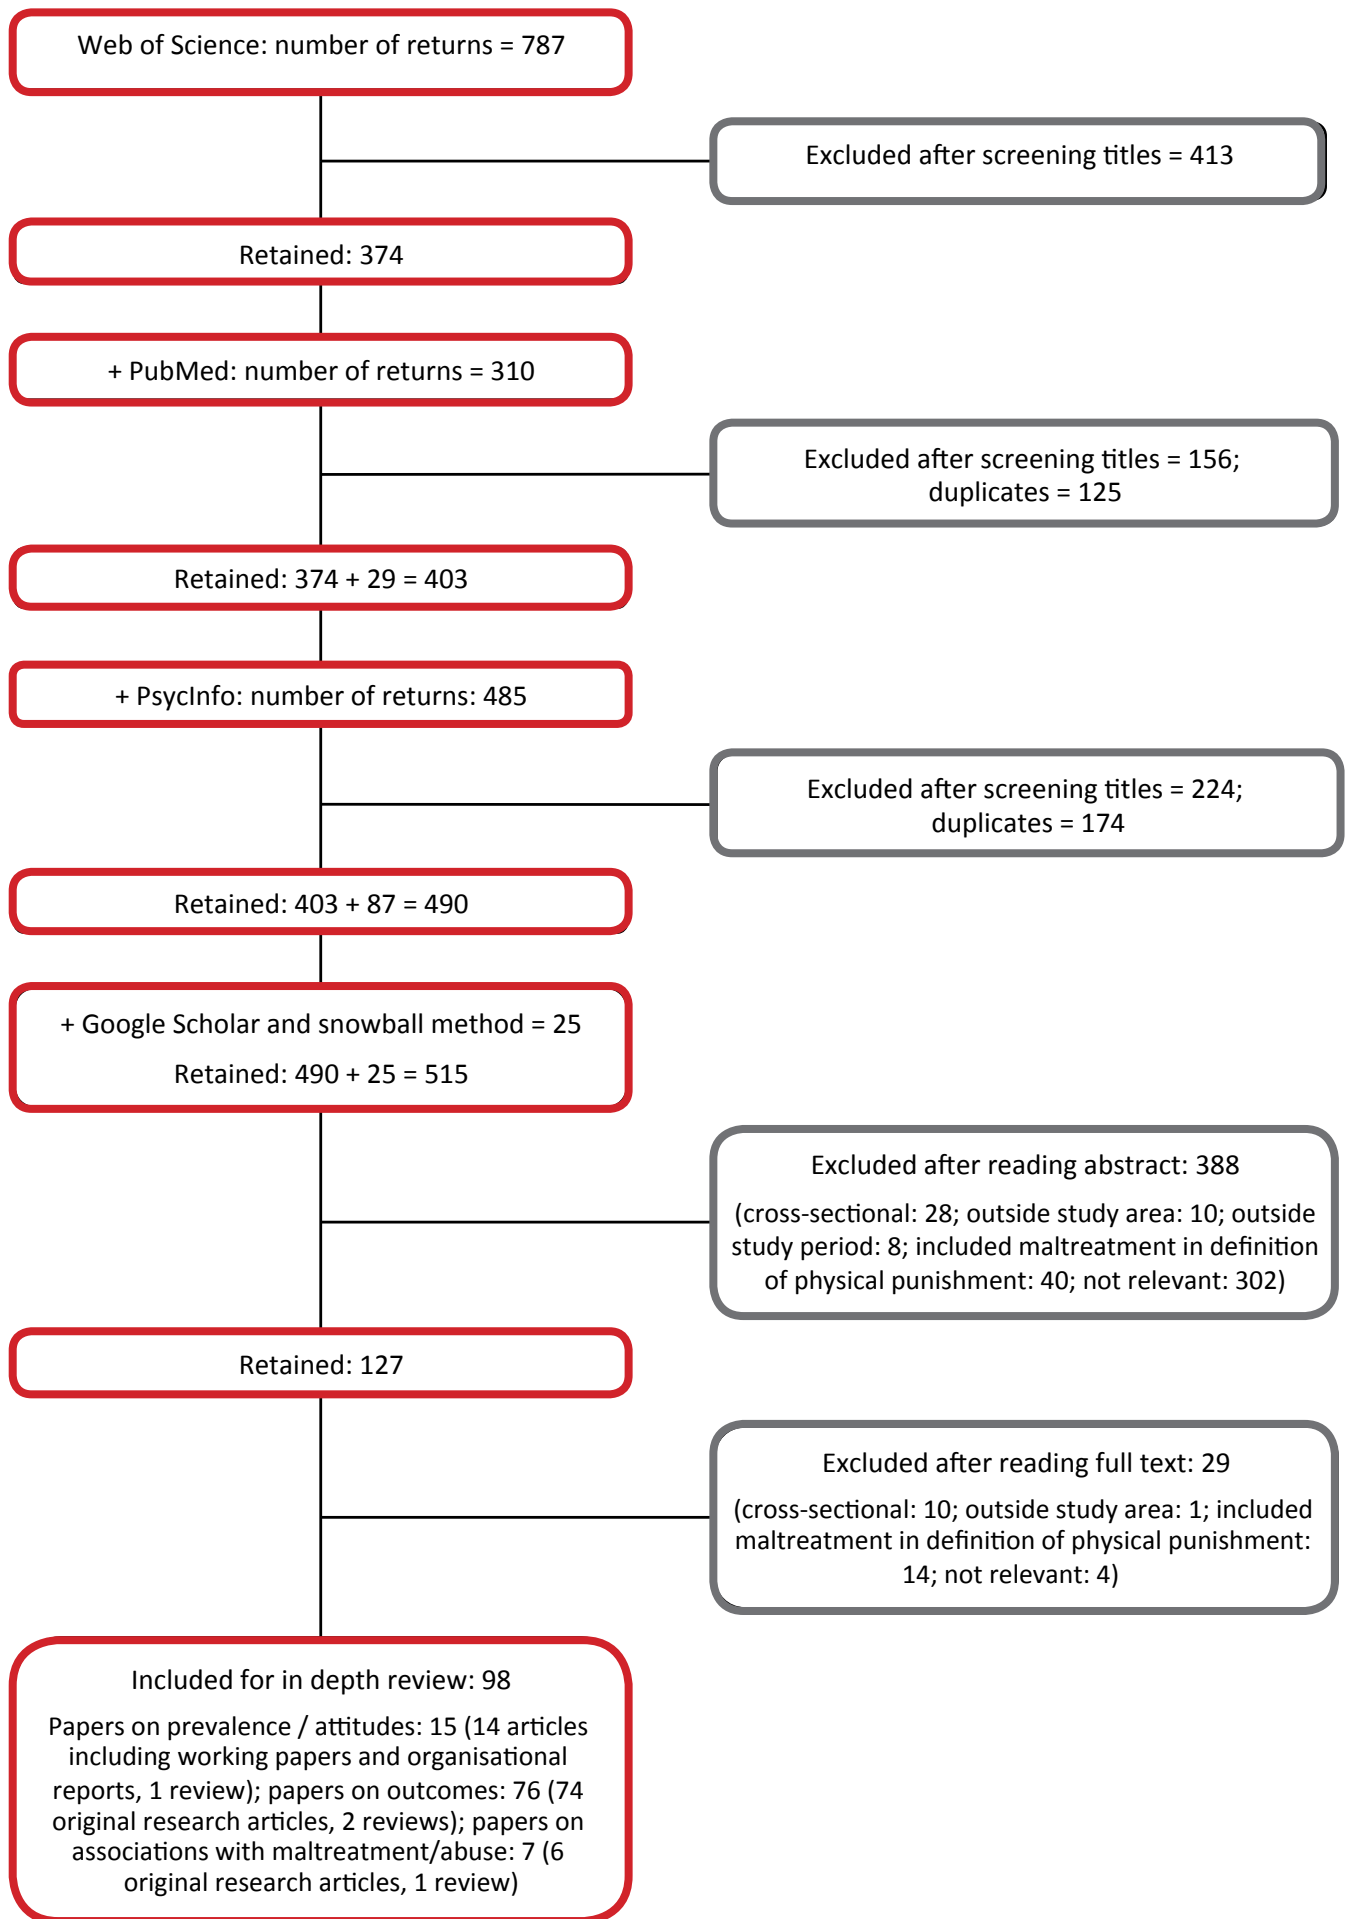 Web of Science: number of returns = 787
Excluded after screening titles = 413
Retained: 374
+ PubMed: number of returns = 310
Excluded after screening titles = 156;
duplicates = 125
Retained: 374 + 29 = 403
+ PsycInfo: number of returns: 485
Excluded after screening titles = 224;
duplicates = 174
Retained: 403 + 87 = 490
+ Google Scholar and snowball method = 25
Retained: 490 + 25 = 515
Excluded after reading abstract: 388
(cross-sectional: 28; outside study area: 10; outside
study period: 8; included maltreatment in definition
of physical punishment: 40; not relevant: 302)
Retained: 127
Excluded after reading full text: 29
(cross-sectional: 10; outside study area: 1; included
maltreatment in definition of physical punishment:
14; not relevant: 4)
Included for in depth review: 98
Papers on prevalence / attitudes: 15 (14 articles
including working papers and organisational
reports, 1 review); papers on outcomes: 76 (74
original research articles, 2 reviews); papers on
associations with maltreatment/abuse: 7 (6
original research articles, 1 review)